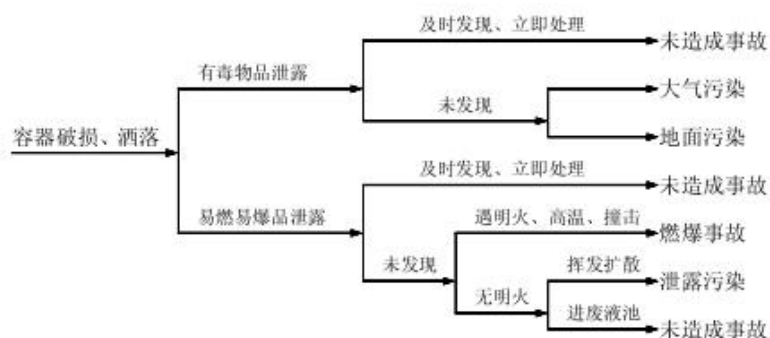 及时发现、立即处理
未造成事故
有毒物品泄露
大气污染
未发现
地面污染
容器破损、洒落
及时发现、立即处理
未造成事故
易燃易爆品泄露
遇明火、高温、撞击
燃爆事故
未发现
挥发扩散
泄露污染
无明火
进废液池
未造成事故